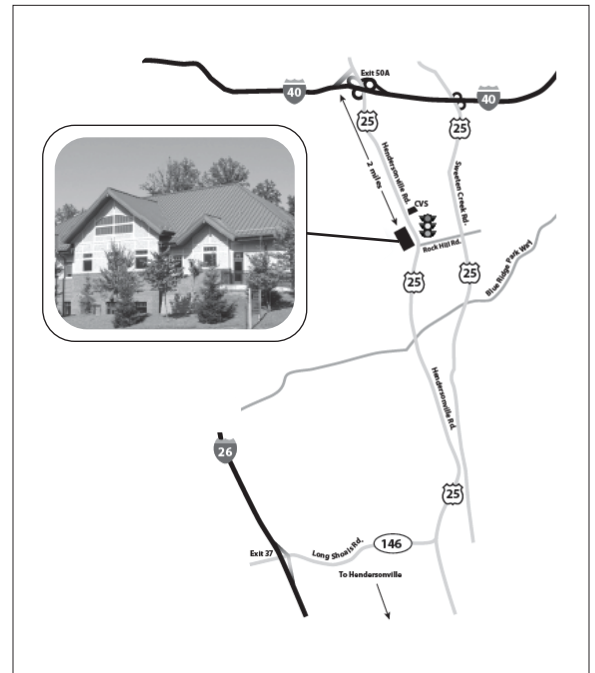 Exit 50A
40
40
25
25
Hendersonville Rd.
2 miles
Sweeten Creek Rd.
CVS
Rock Hill Rd.
25
25
Blue Ridge Park Wy
Hendersonville Rd.
26
25
Exit 37
Long Shoals Rd.
146
To Hendersonville